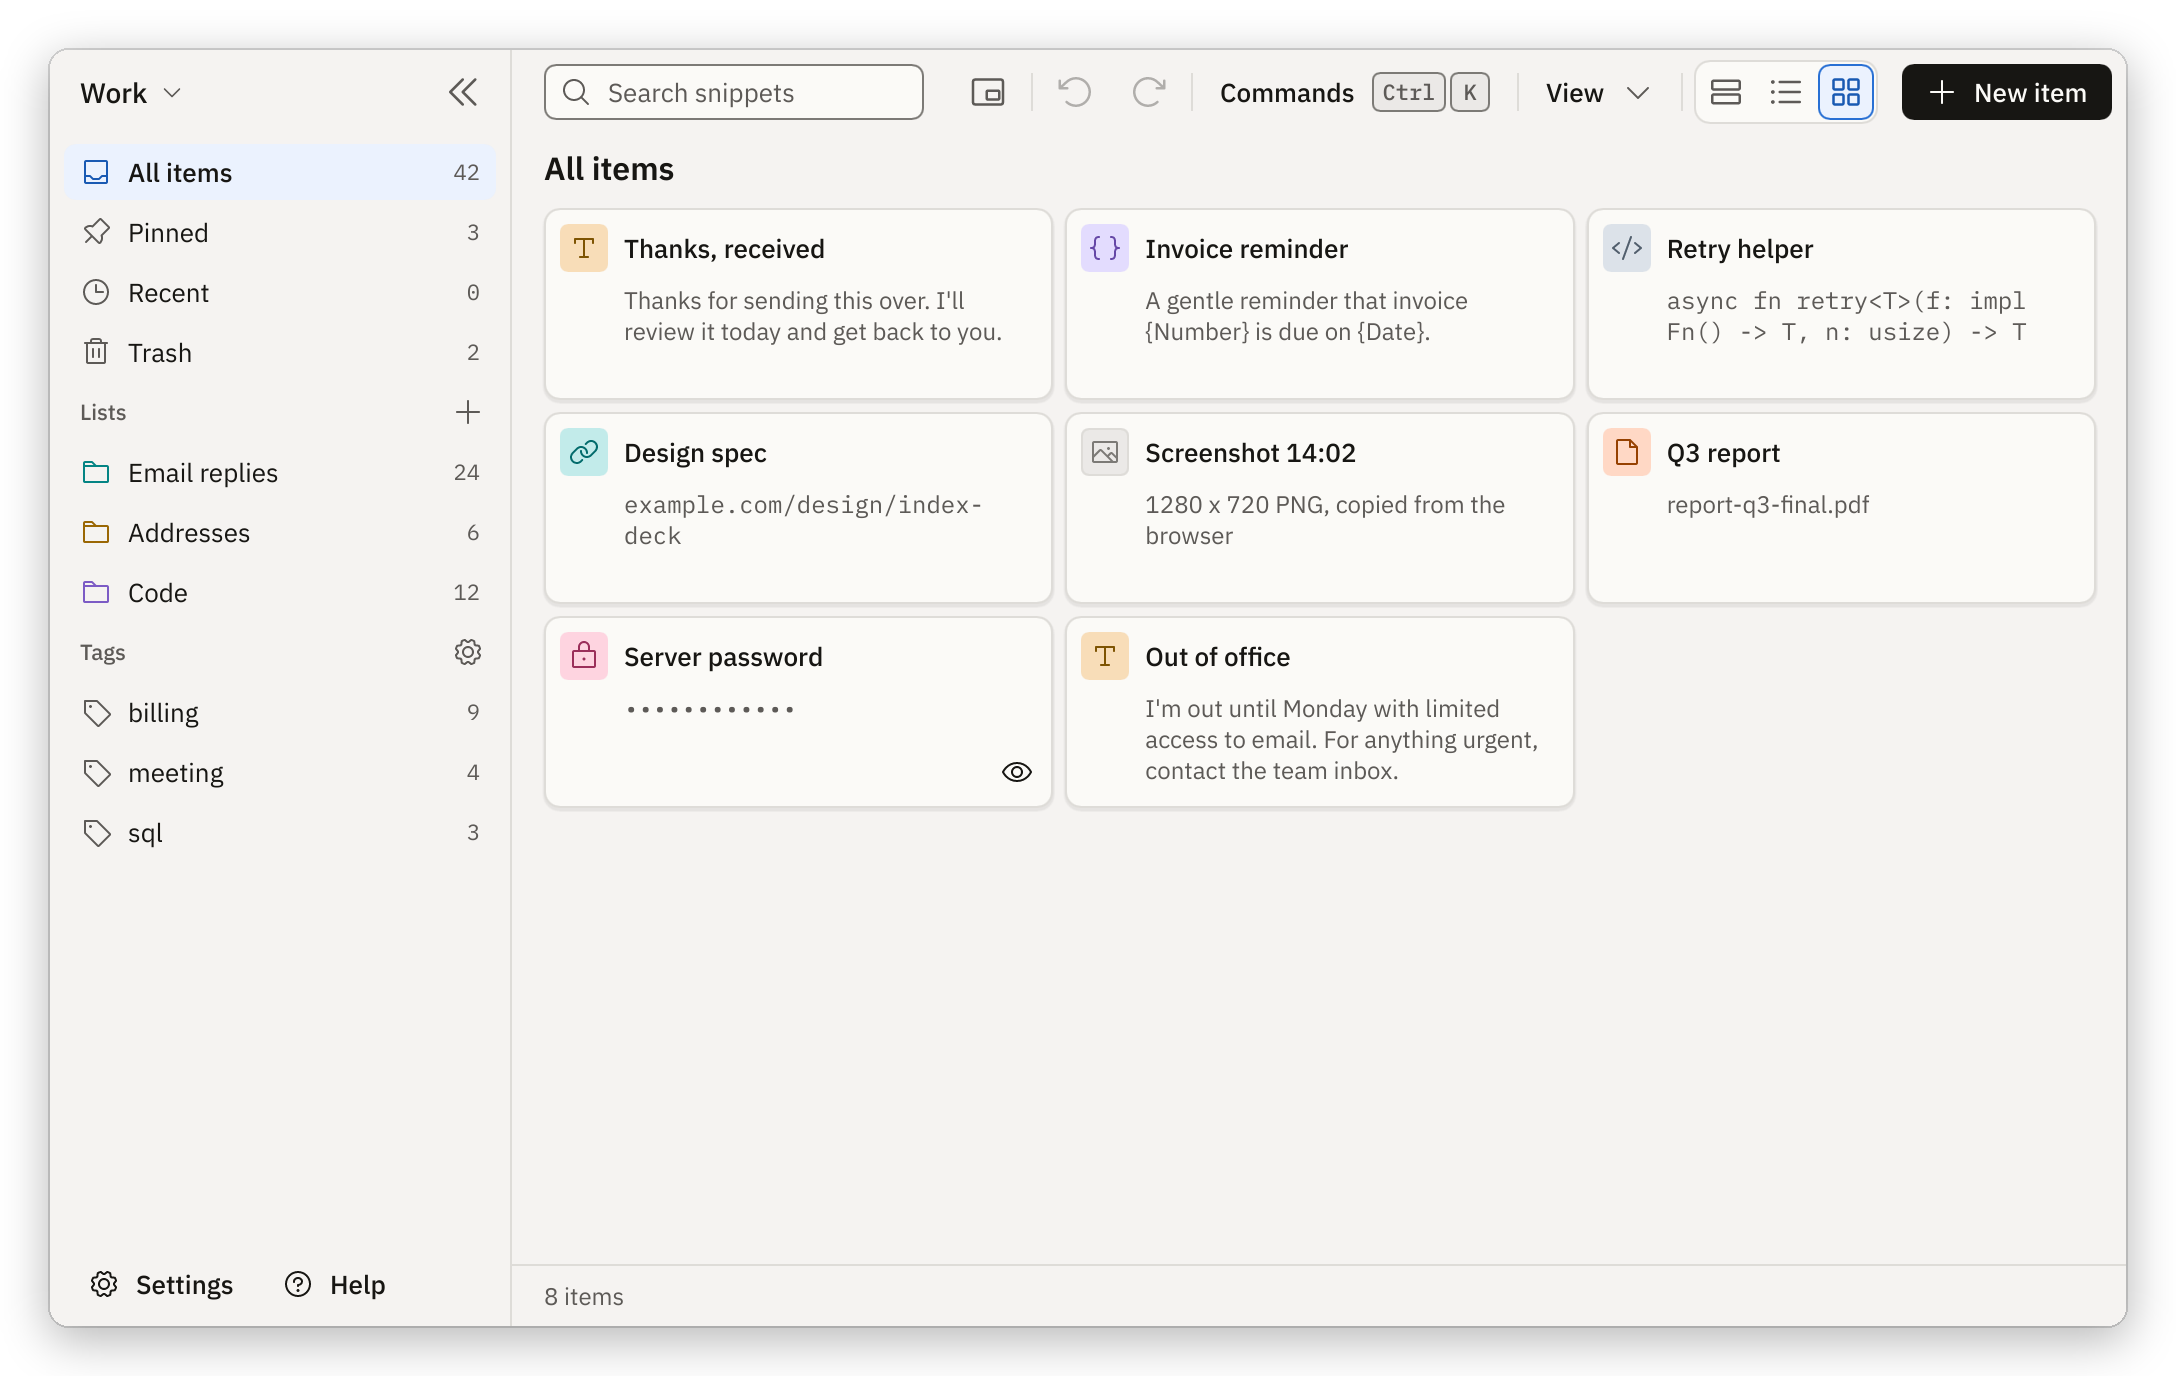 Work
All items 42
Pinned 3
Recent 0
Trash 2
Lists
Email replies 24
Addresses 6
Code 12
Tags
billing 9
meeting 4
sql 3
Settings Help
Search snippets
Commands Ctrl K
View
New item
All items
Thanks, received
Thanks for sending this over. I'll
review it today and get back to you.
Invoice reminder
A gentle reminder that invoice
{Number} is due on {Date}.
Retry helper
async fn retry<T>(f: impl
Fn() -> T, n: usize) -> T
Design spec
example.com/design/index-
deck
Screenshot 14:02
1280 x 720 PNG, copied from the
browser
Q3 report
report-q3-final.pdf
Server password
••••••••••••
Out of office
I'm out until Monday with limited
access to email. For anything urgent,
contact the team inbox.
8 items